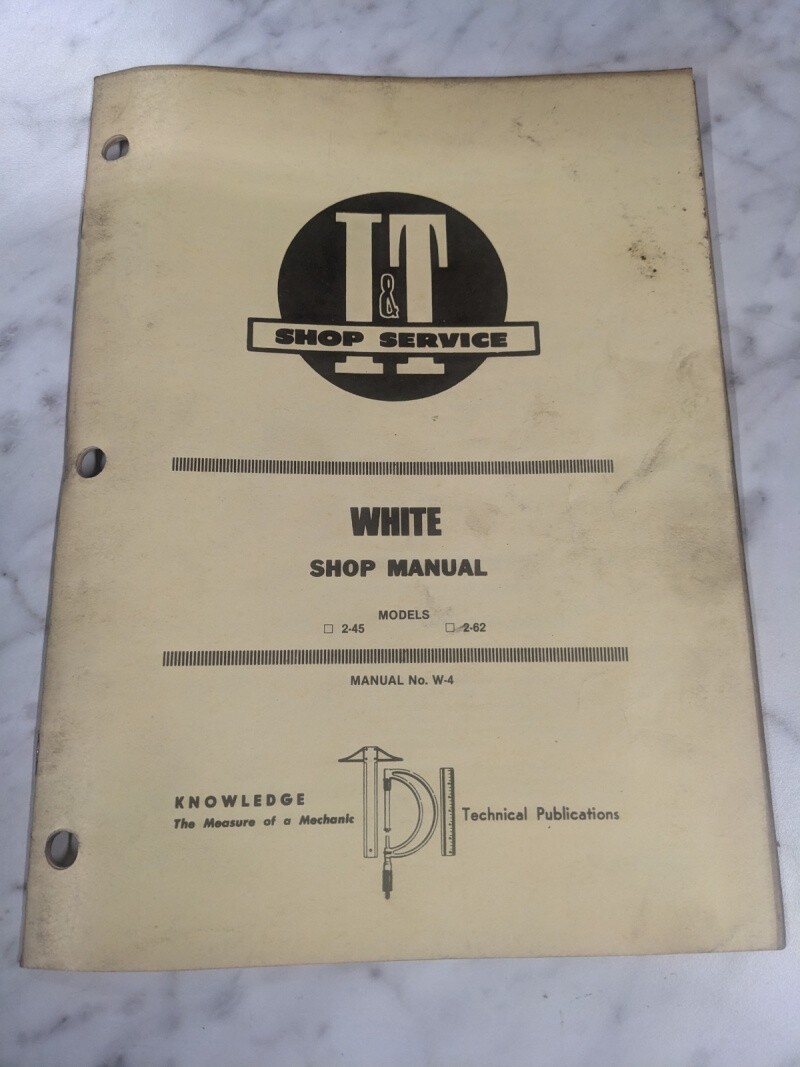 I&T
SHOP SERVICE
WHITE
SHOP MANUAL
MODELS
☐ 2-45 ☐ 2-62
MANUAL No. W-4
KNOWLEDGE
The Measure of a Mechanic
TPI
Technical Publications